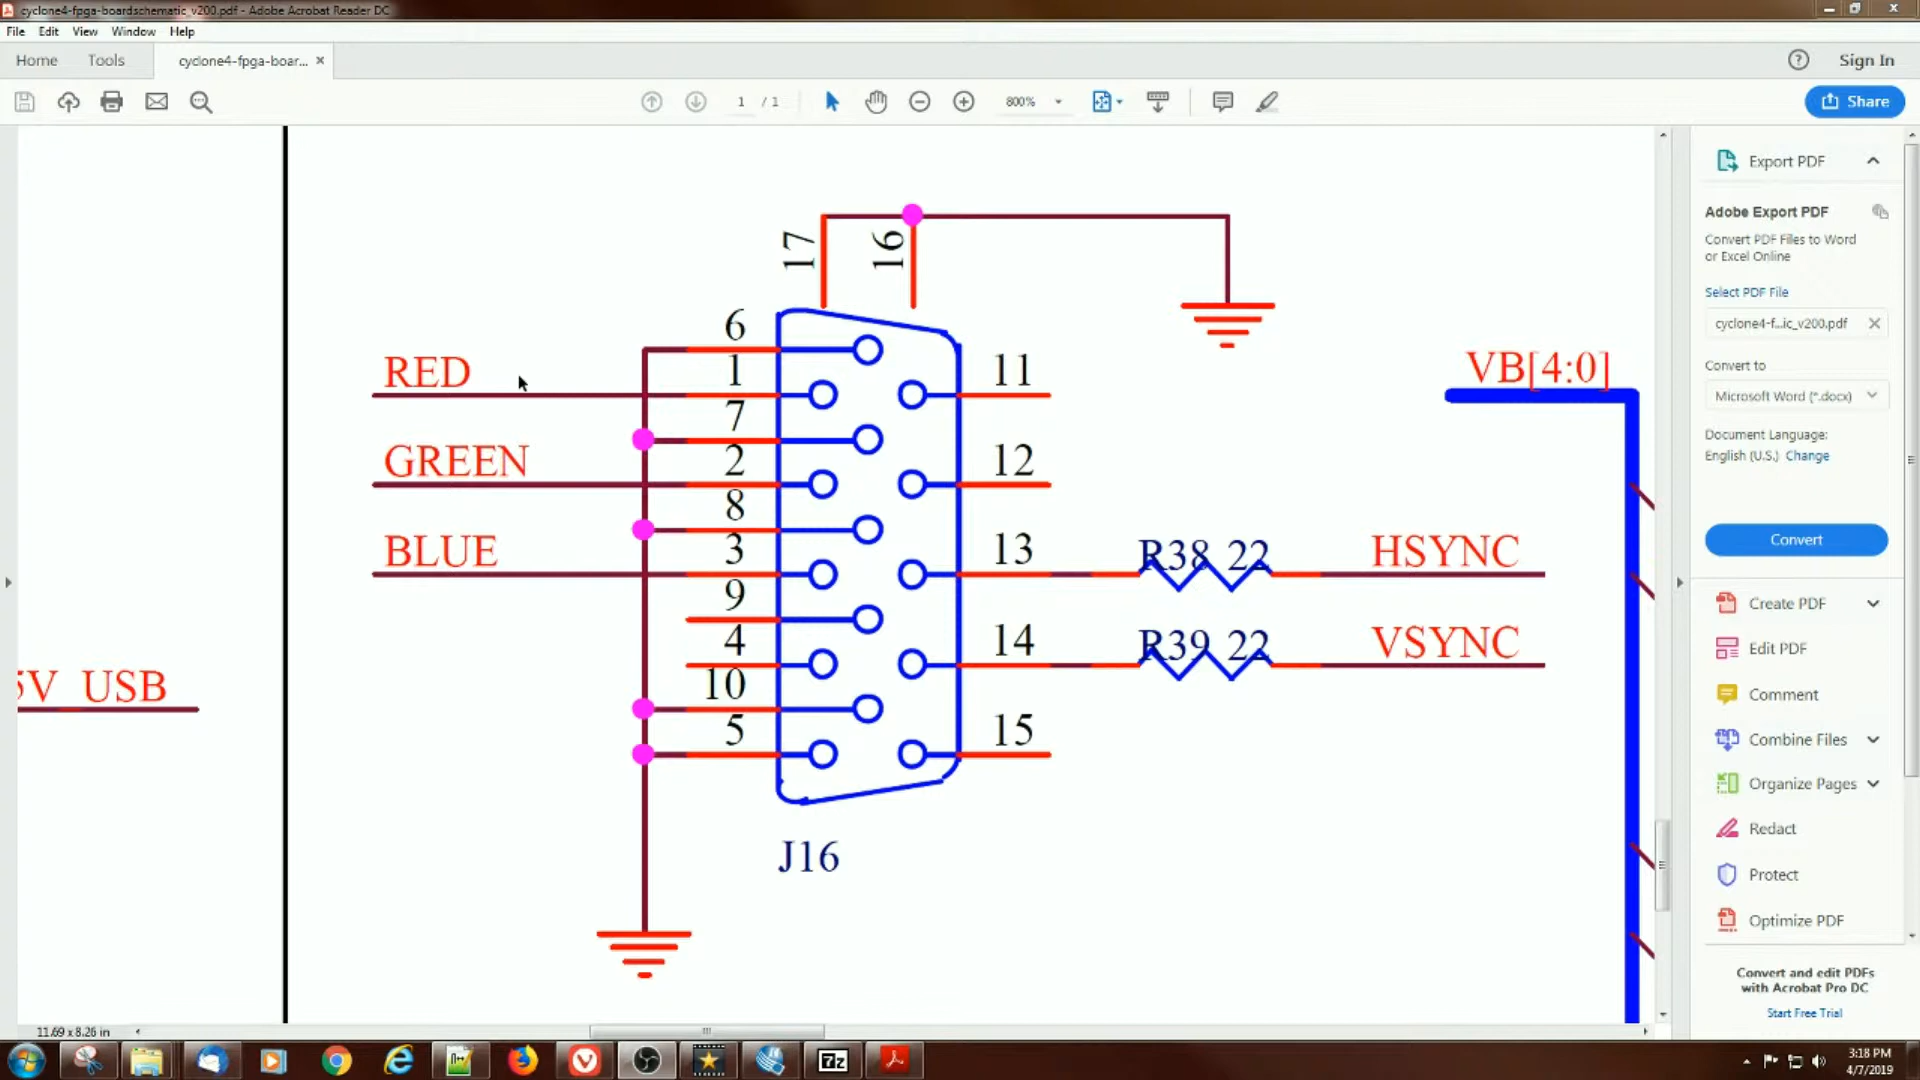 cyclone4-fpga-boardschematic_v200.pdf - Adobe Acrobat Reader DC
File Edit View Window Help
Home Tools cyclone4-fpga-boar... × Sign In
1 / 1 800% Share
17 16
6
RED 1 11
7
GREEN 2 12
8
BLUE 3 13 R38 22 HSYNC
9
4 14 R39 22 VSYNC
10
5 15
J16
5V_USB
VB[4:0]
Export PDF
Adobe Export PDF
Convert PDF Files to Word
or Excel Online
Select PDF File
cyclone4-f...ic_v200.pdf
Convert to
Microsoft Word (*.docx)
Document Language:
English (U.S.) Change
Convert
Create PDF
Edit PDF
Comment
Combine Files
Organize Pages
Redact
Protect
Optimize PDF
Convert and edit PDFs
with Acrobat Pro DC
Start Free Trial
11.69 x 8.26 in
7z
3:18 PM
4/7/2019